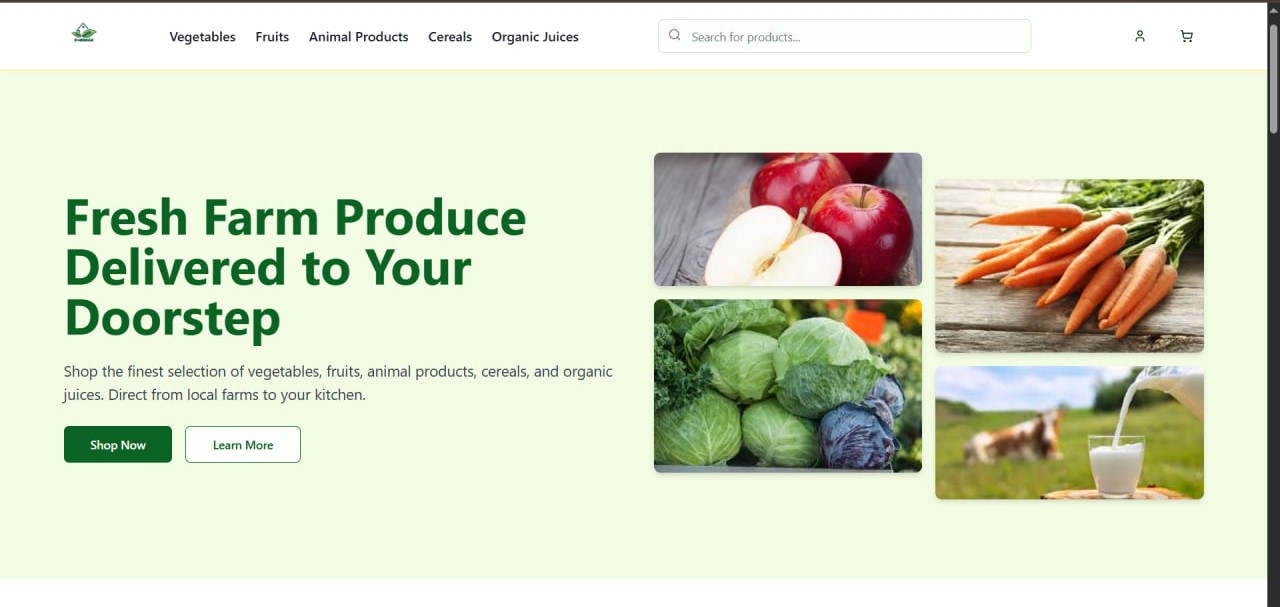 Vegetables Fruits Animal Products Cereals Organic Juices Search for products...
Fresh Farm Produce
Delivered to Your
Doorstep
Shop the finest selection of vegetables, fruits, animal products, cereals, and organic
juices. Direct from local farms to your kitchen.
Shop Now Learn More